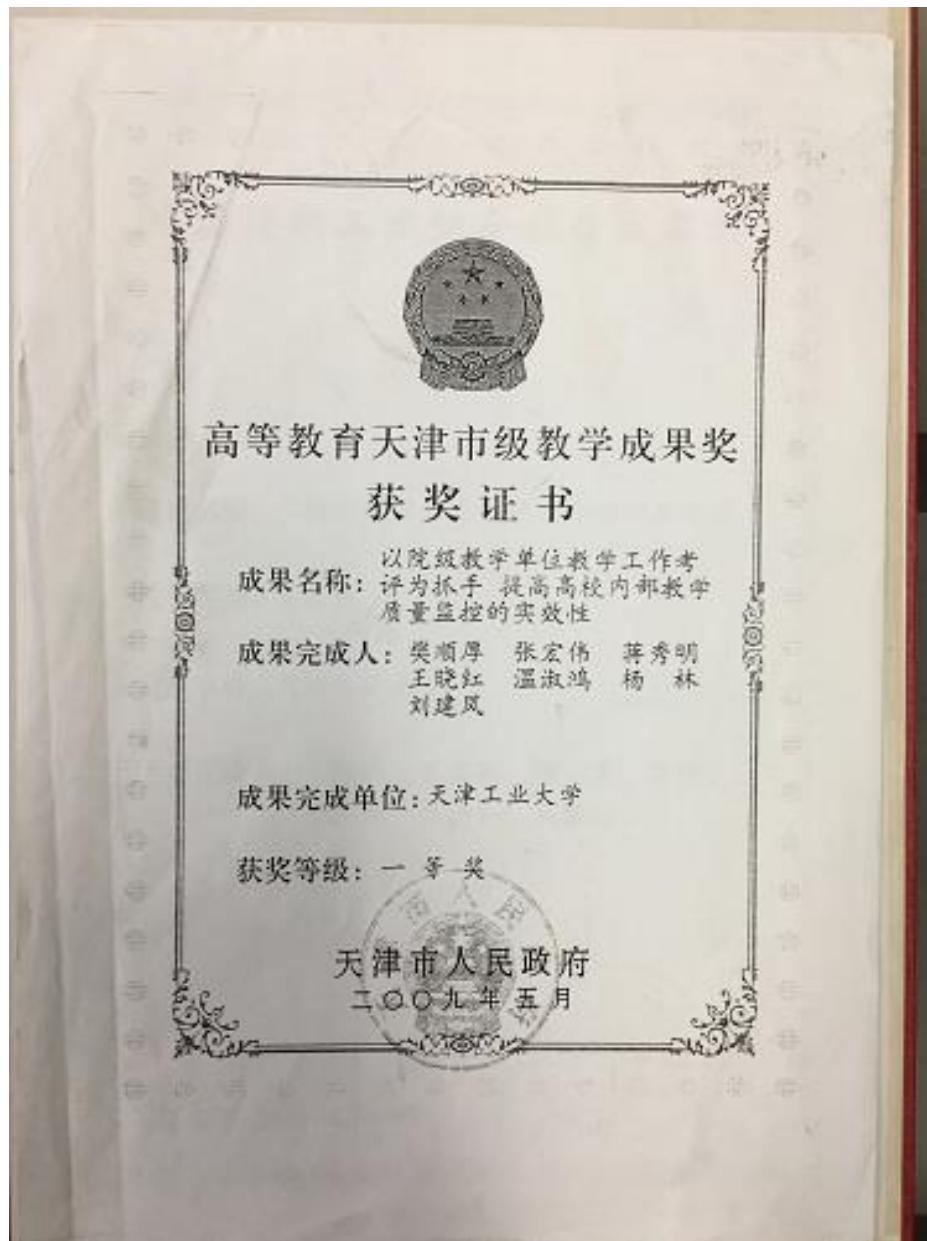 高等教育天津市级教学成果奖
获奖证书
成果名称：以院级教学单位教学工作考
评为抓手 提高高校内部教学
质量监控的实效性
成果完成人：樊顺厚 张宏伟 蒋秀明
王晓红 温淑鸿 杨林
刘建凤
成果完成单位：天津工业大学
获奖等级：一等奖
天津市人民政府
二〇〇九年五月